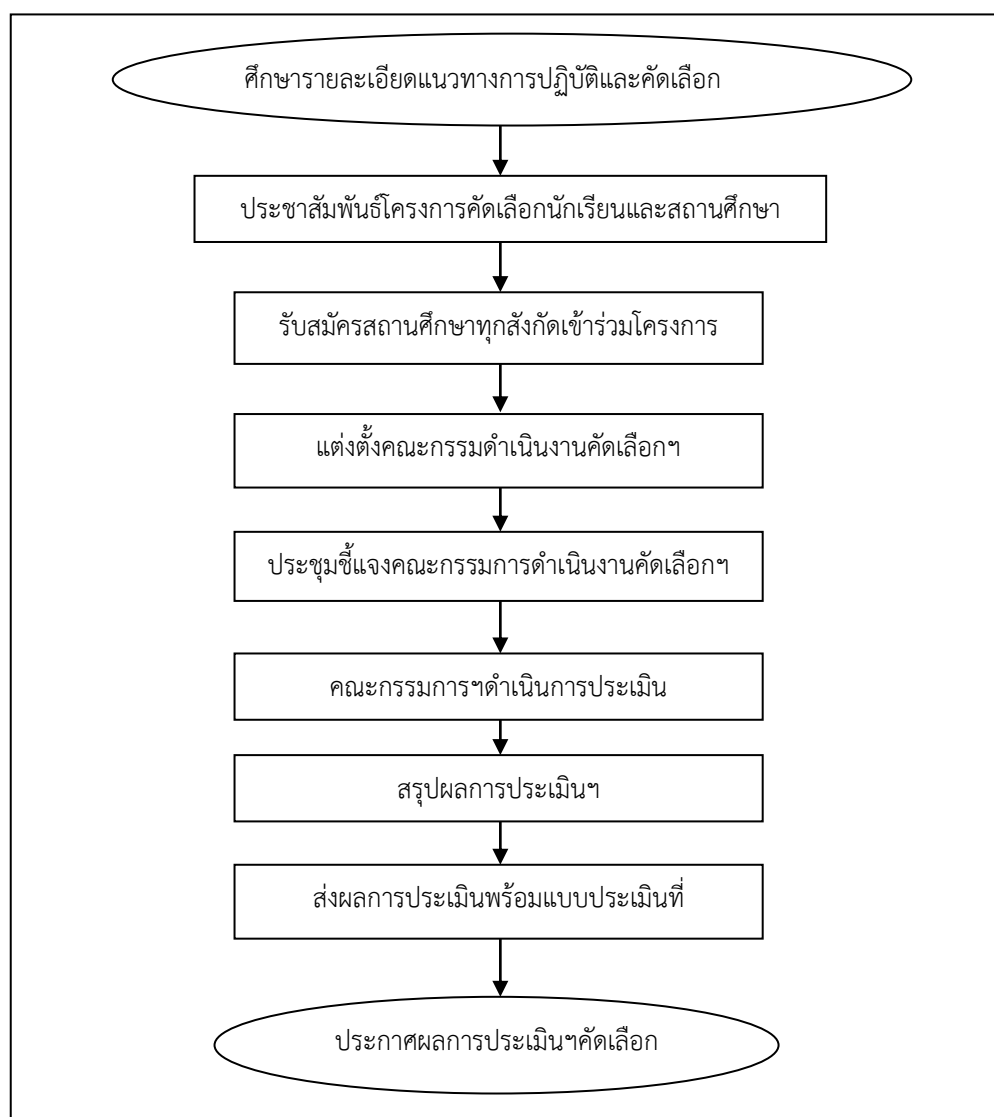 ศึกษารายละเอียดแนวทางการปฏิบัติและคัดเลือก
ประชาสัมพันธ์โครงการคัดเลือกนักเรียนและสถานศึกษา
รับสมัครสถานศึกษาทุกสังกัดเข้าร่วมโครงการ
แต่งตั้งคณะกรรมดำเนินงานคัดเลือกฯ
ประชุมชี้แจงคณะกรรมการดำเนินงานคัดเลือกฯ
คณะกรรมการฯดำเนินการประเมิน
สรุปผลการประเมินฯ
ส่งผลการประเมินพร้อมแบบประเมินที่
ประกาศผลการประเมินฯคัดเลือก